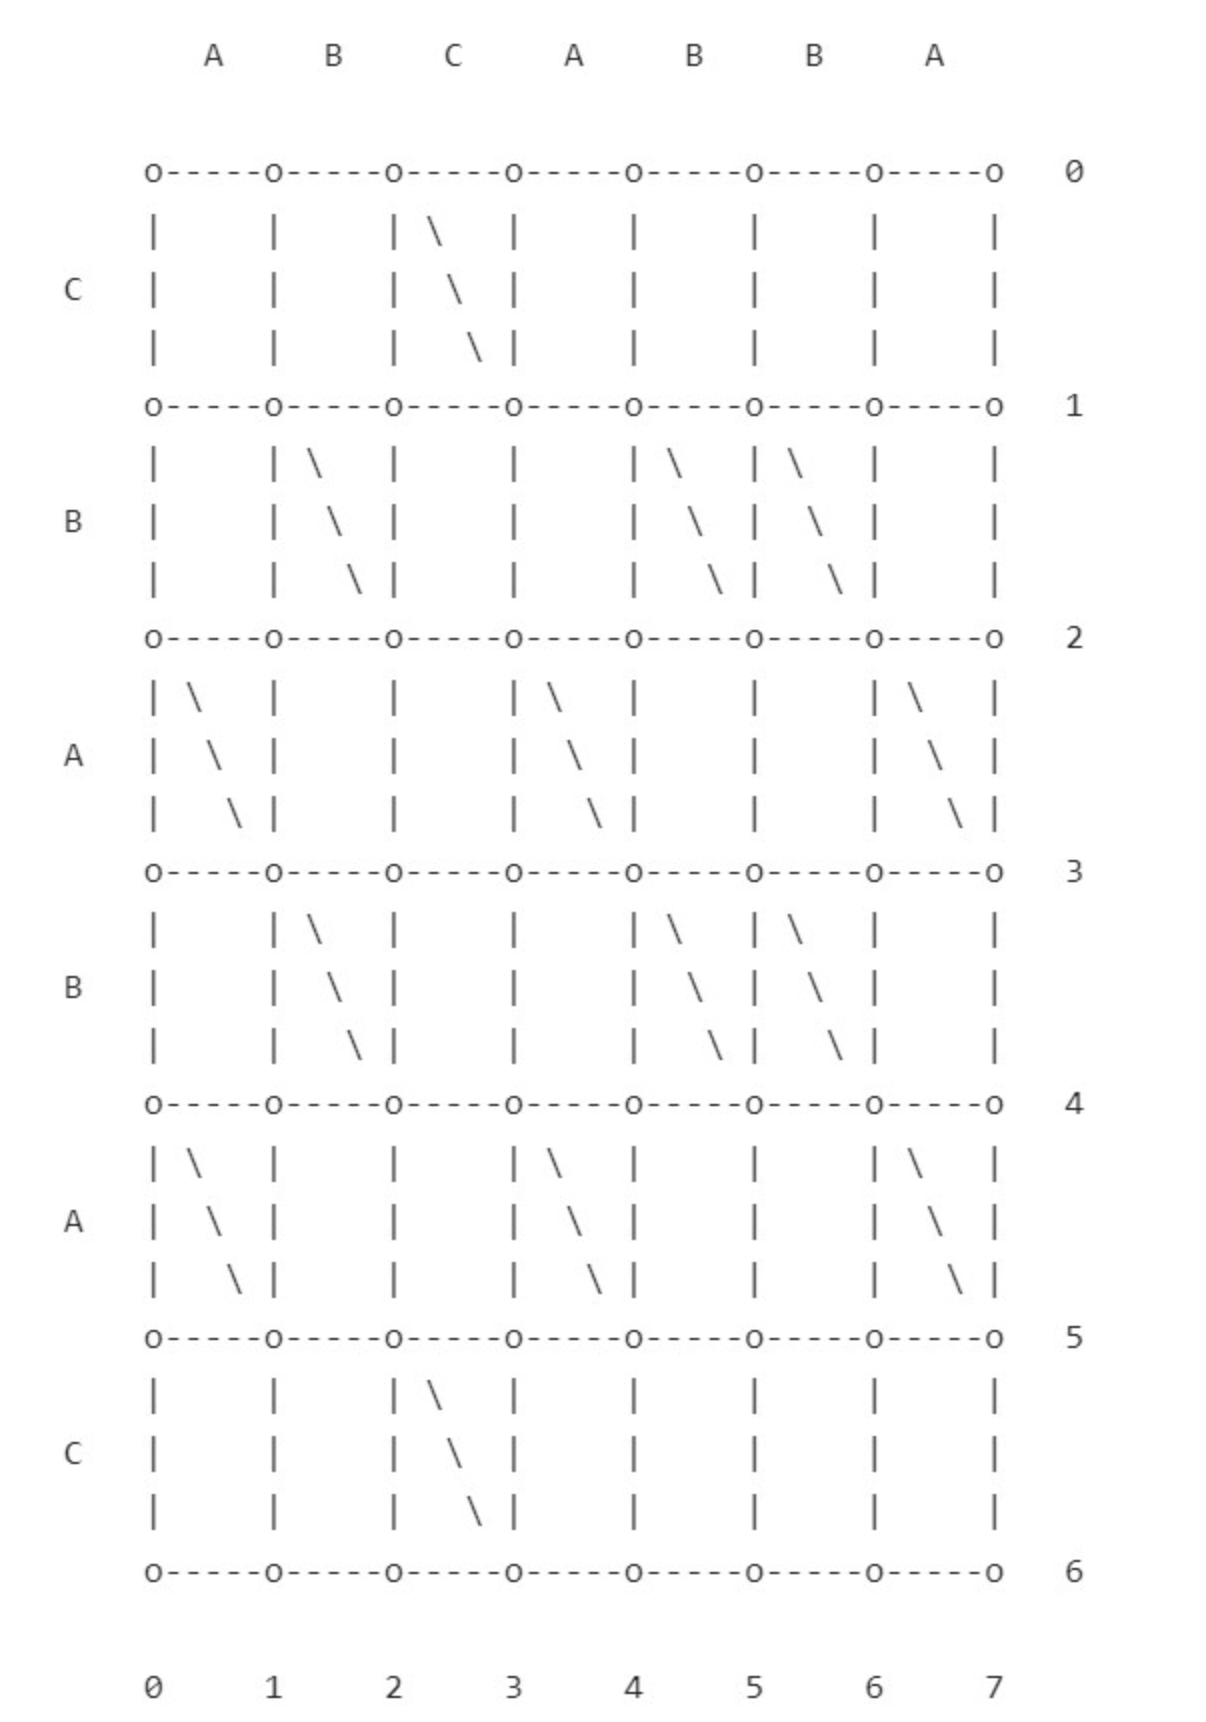 A B C A B B A
o-----o-----o-----o-----o-----o-----o-----o 0
|     |     | \   |     |     |     |     |
C |     |     |  \  |     |     |     |     |
|     |     |   \ |     |     |     |     |
o-----o-----o-----o-----o-----o-----o-----o 1
|     | \   |     |     | \   | \   |     |
B |     |  \  |     |     |  \  |  \  |     |
|     |   \ |     |     |   \ |   \ |     |
o-----o-----o-----o-----o-----o-----o-----o 2
| \   |     |     | \   |     |     | \   |
A |  \  |     |     |  \  |     |     |  \  |
|   \ |     |     |   \ |     |     |   \ |
o-----o-----o-----o-----o-----o-----o-----o 3
|     | \   |     |     | \   | \   |     |
B |     |  \  |     |     |  \  |  \  |     |
|     |   \ |     |     |   \ |   \ |     |
o-----o-----o-----o-----o-----o-----o-----o 4
| \   |     |     | \   |     |     | \   |
A |  \  |     |     |  \  |     |     |  \  |
|   \ |     |     |   \ |     |     |   \ |
o-----o-----o-----o-----o-----o-----o-----o 5
|     |     | \   |     |     |     |     |
C |     |     |  \  |     |     |     |     |
|     |     |   \ |     |     |     |     |
o-----o-----o-----o-----o-----o-----o-----o 6
0 1 2 3 4 5 6 7